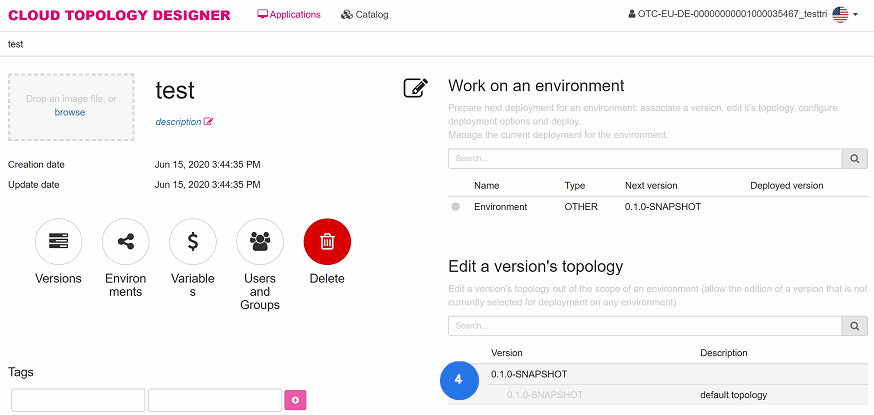 CLOUD TOPOLOGY DESIGNER
Applications
Catalog
OTC-EU-DE-00000000001000035467_testtri
test
Drop an image file, or
browse
test
description
Creation date
Jun 15, 2020 3:44:35 PM
Update date
Jun 15, 2020 3:44:35 PM
Versions
Environ
ments
Variable
s
Users
and
Groups
Delete
Tags
Work on an environment
Prepare next deployment for an environment: associate a version, edit it's topology, configure
deployment options and deploy.
Manage the current deployment for the environment.
Search...
Name Type Next version Deployed version
Environment OTHER 0.1.0-SNAPSHOT
Edit a version's topology
Edit a version's topology out of the scope of an environment (allow the edition of a version that is not
currently selected for deployment on any environment)
Search...
Version Description
4
0.1.0-SNAPSHOT
0.1.0-SNAPSHOT default topology